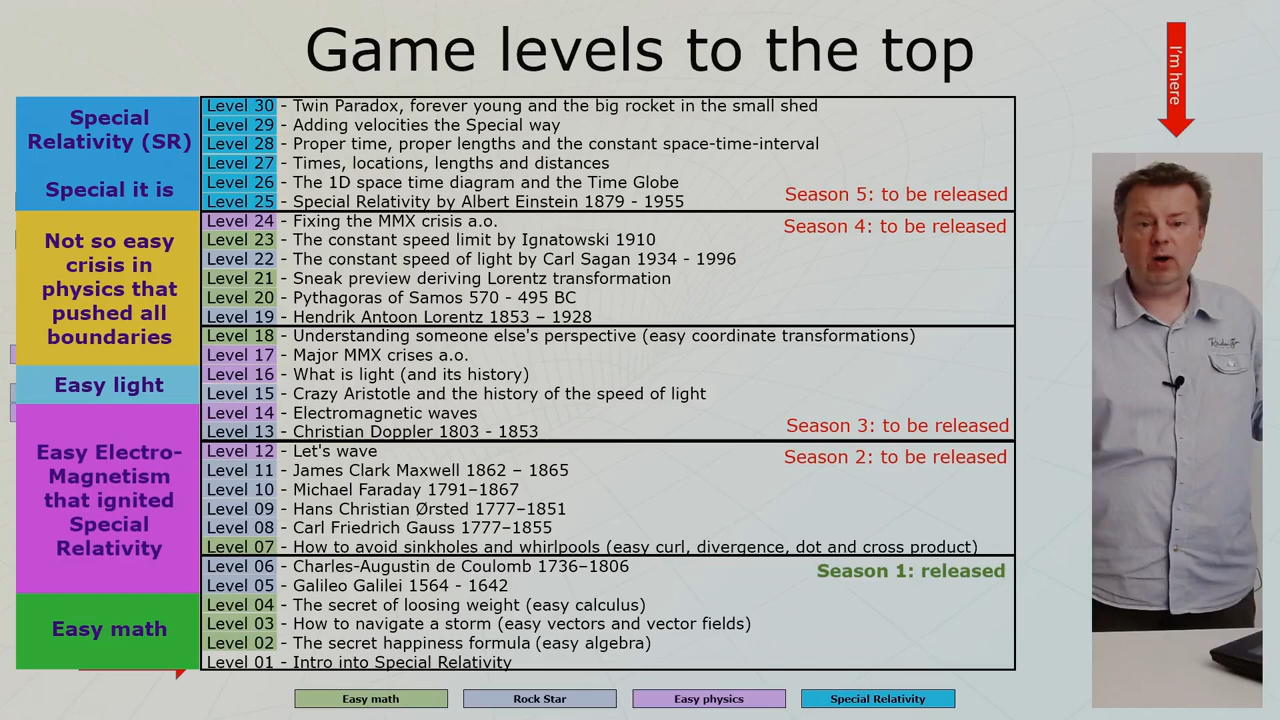 Game levels to the top
I'm here
Special
Relativity (SR)
Special it is
Not so easy
crisis in
physics that
pushed all
boundaries
Easy light
Easy Electro-
Magnetism
that ignited
Special
Relativity
Easy math
Level 30 - Twin Paradox, forever young and the big rocket in the small shed
Level 29 - Adding velocities the Special way
Level 28 - Proper time, proper lengths and the constant space-time-interval
Level 27 - Times, locations, lengths and distances
Level 26 - The 1D space time diagram and the Time Globe
Level 25 - Special Relativity by Albert Einstein 1879 - 1955
Season 5: to be released
Level 24 - Fixing the MMX crisis a.o.
Season 4: to be released
Level 23 - The constant speed limit by Ignatowski 1910
Level 22 - The constant speed of light by Carl Sagan 1934 - 1996
Level 21 - Sneak preview deriving Lorentz transformation
Level 20 - Pythagoras of Samos 570 - 495 BC
Level 19 - Hendrik Antoon Lorentz 1853 – 1928
Level 18 - Understanding someone else's perspective (easy coordinate transformations)
Level 17 - Major MMX crises a.o.
Level 16 - What is light (and its history)
Level 15 - Crazy Aristotle and the history of the speed of light
Level 14 - Electromagnetic waves
Level 13 - Christian Doppler 1803 - 1853
Season 3: to be released
Level 12 - Let's wave
Season 2: to be released
Level 11 - James Clark Maxwell 1862 – 1865
Level 10 - Michael Faraday 1791–1867
Level 09 - Hans Christian Ørsted 1777–1851
Level 08 - Carl Friedrich Gauss 1777–1855
Level 07 - How to avoid sinkholes and whirlpools (easy curl, divergence, dot and cross product)
Level 06 - Charles-Augustin de Coulomb 1736–1806
Season 1: released
Level 05 - Galileo Galilei 1564 - 1642
Level 04 - The secret of loosing weight (easy calculus)
Level 03 - How to navigate a storm (easy vectors and vector fields)
Level 02 - The secret happiness formula (easy algebra)
Level 01 - Intro into Special Relativity
Easy math
Rock Star
Easy physics
Special Relativity